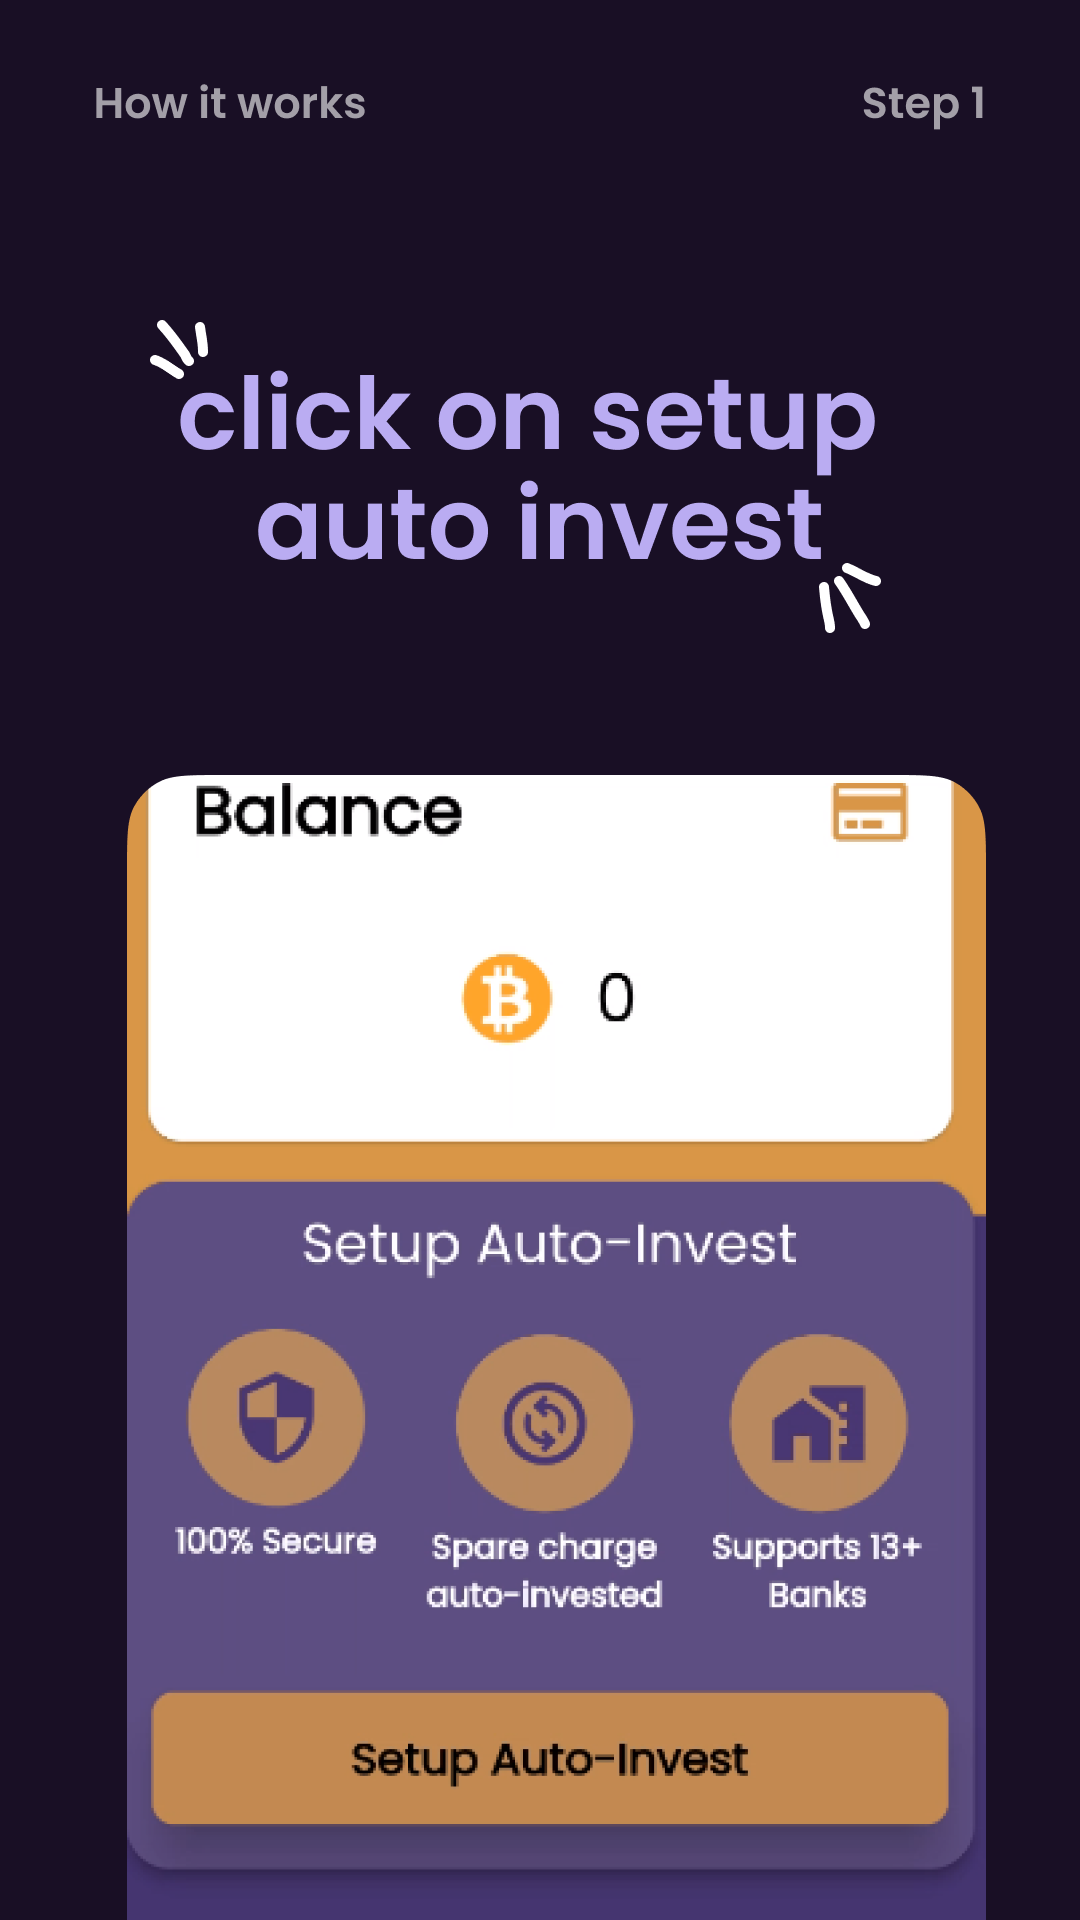 How it works
Step 1
click on setup
auto invest
Balance
0
Setup Auto-Invest
100% Secure
Spare charge
auto-invested
Supports 13+
Banks
Setup Auto-Invest